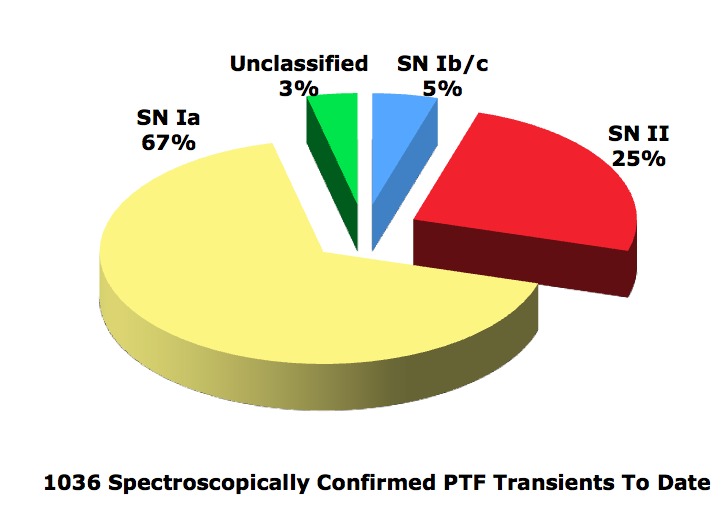 Unclassified
3%
SN Ib/c
5%
SN Ia
67%
SN II
25%
1036 Spectroscopically Confirmed PTF Transients To Date